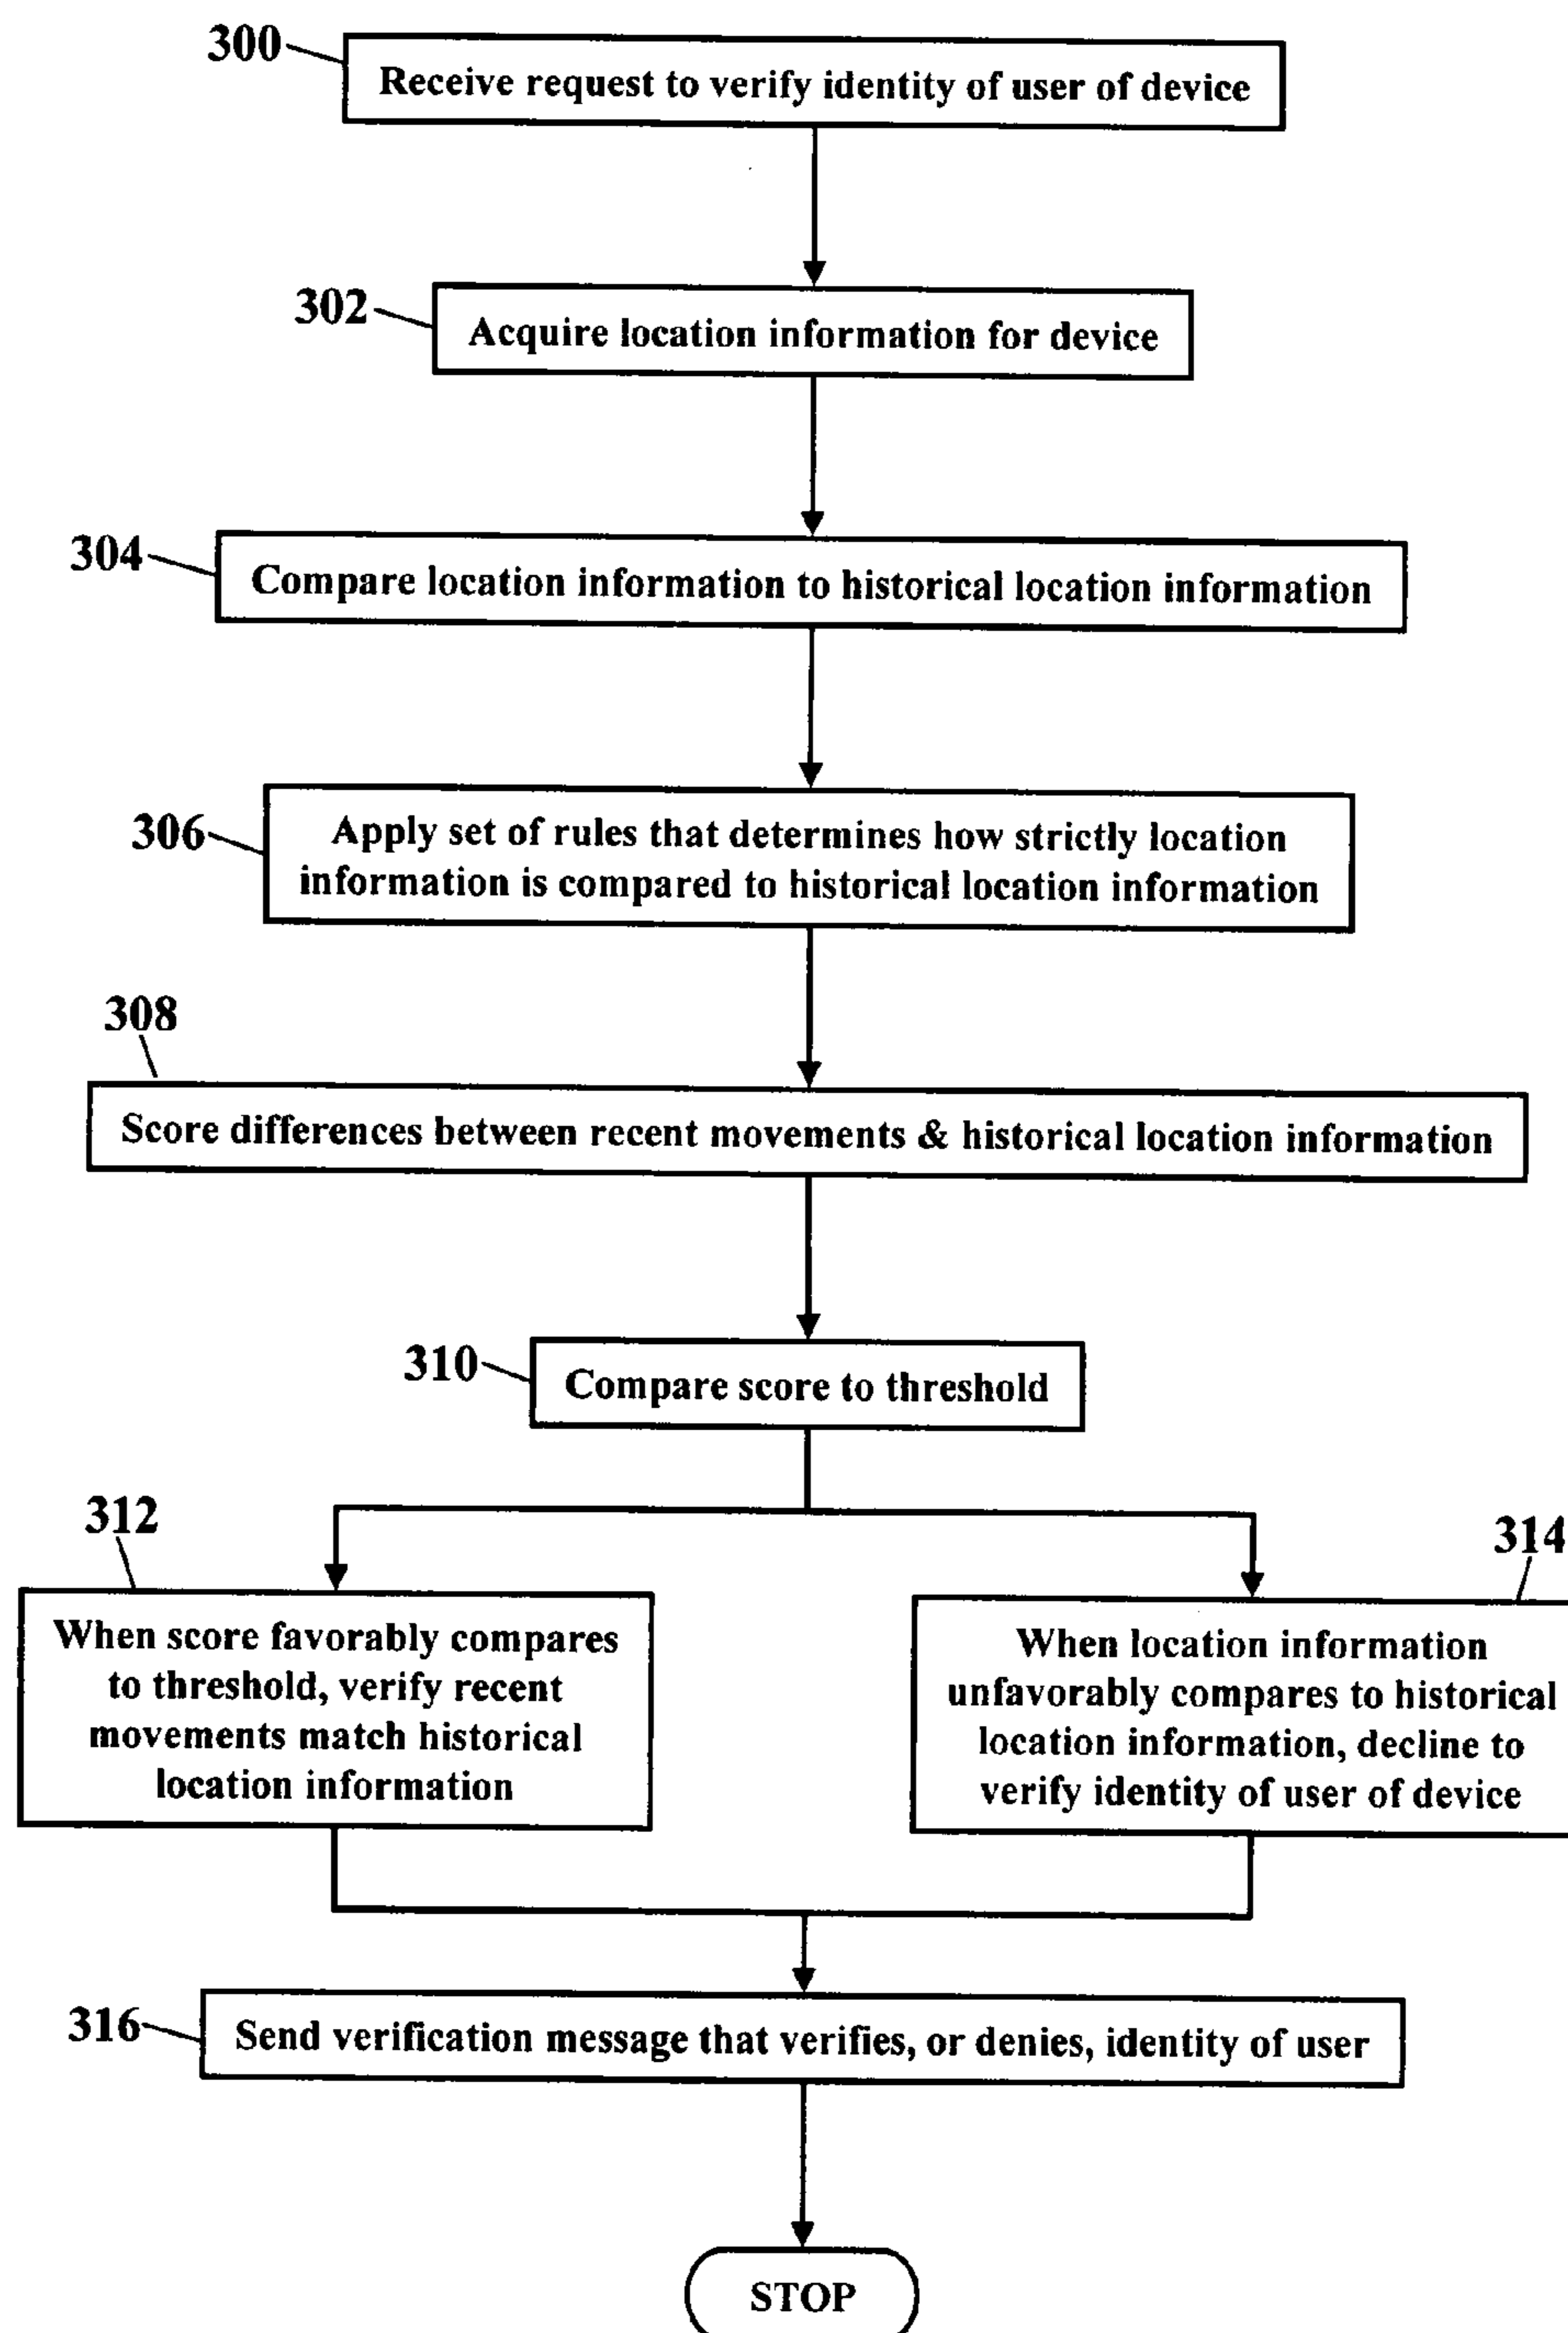 300
Receive request to verify identity of user of device
302
Acquire location information for device
304
Compare location information to historical location information
306
Apply set of rules that determines how strictly location
information is compared to historical location information
308
Score differences between recent movements & historical location information
310
Compare score to threshold
312
When score favorably compares
to threshold, verify recent
movements match historical
location information
314
When location information
unfavorably compares to historical
location information, decline to
verify identity of user of device
316
Send verification message that verifies, or denies, identity of user
STOP